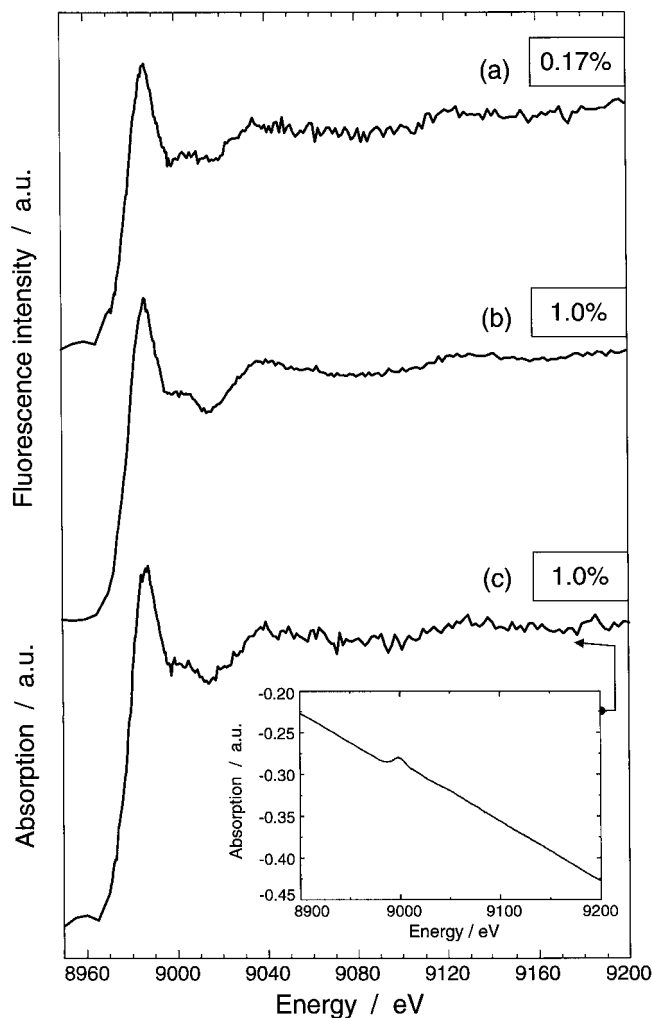 (a) 0.17%
Fluorescence intensity / a.u.
(b) 1.0%
(c) 1.0%
Absorption / a.u.
-0.20
-0.25
-0.30
-0.35
-0.40
-0.45
Absorption / a.u.
8900 9000 9100 9200
Energy / eV
8960 9000 9040 9080 9120 9160 9200
Energy / eV